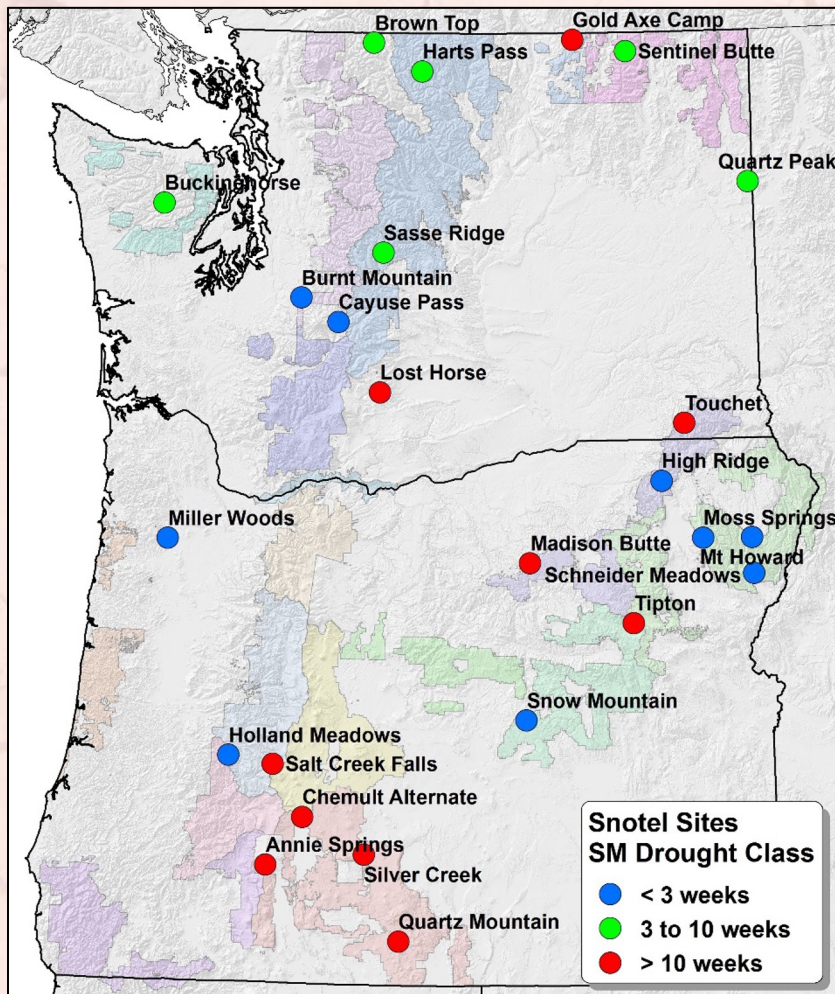 Brown Top
Gold Axe Camp
Harts Pass
Sentinel Butte
Quartz Peak
Buckinghorse
Sasse Ridge
Burnt Mountain
Cayuse Pass
Lost Horse
Touchet
High Ridge
Miller Woods
Moss Springs
Madison Butte
Mt Howard
Schneider Meadows
Tipton
Snow Mountain
Holland Meadows
Salt Creek Falls
Chemult Alternate
Annie Springs
Silver Creek
Quartz Mountain
Snotel Sites
SM Drought Class
< 3 weeks
3 to 10 weeks
> 10 weeks